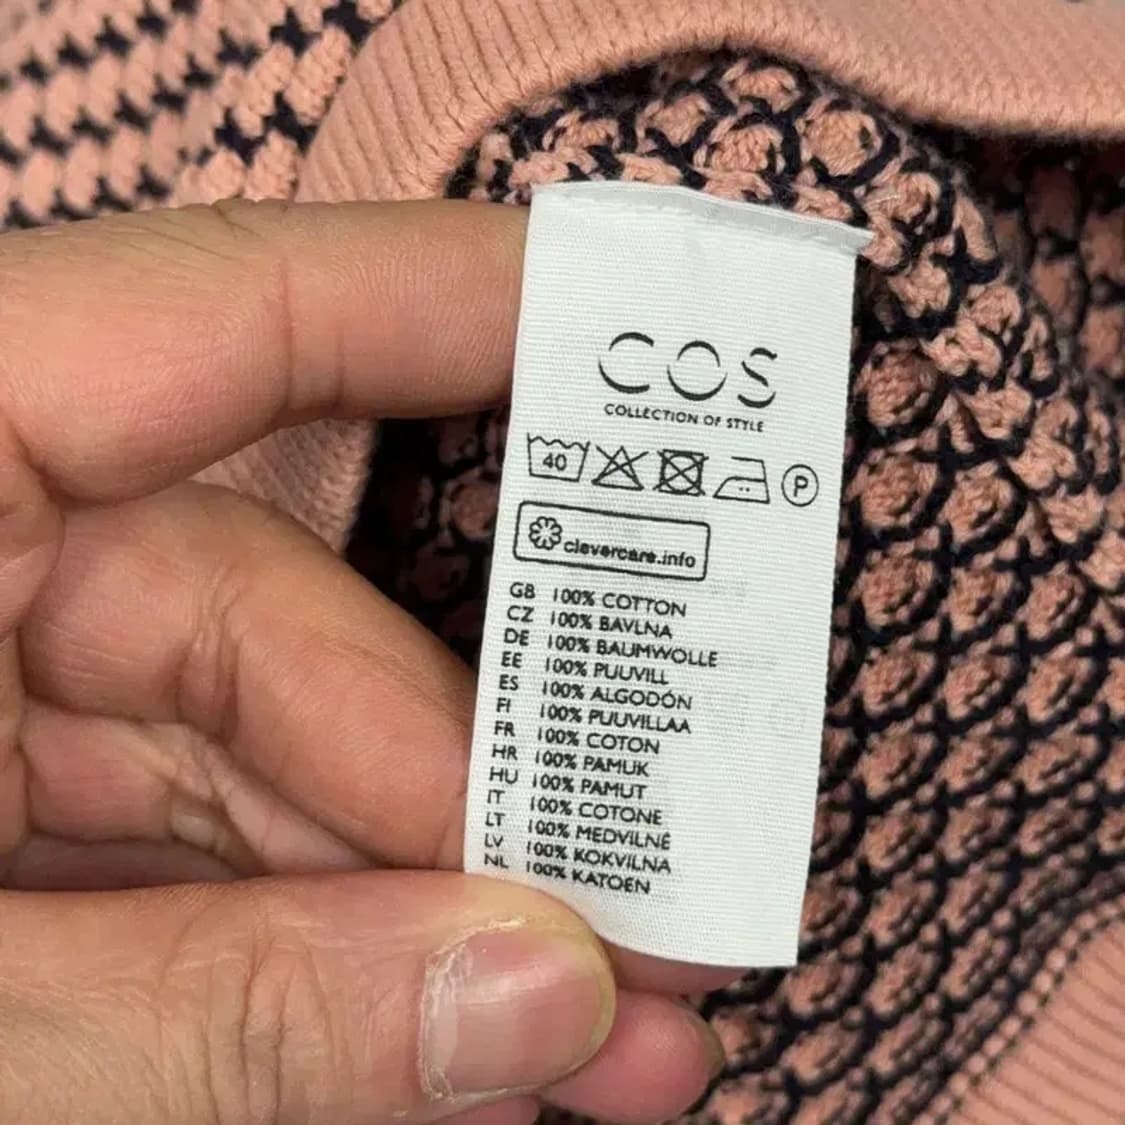 COS
COLLECTION OF STYLE
40 P
clevercare.info
GB 100% COTTON
CZ 100% BAVLNA
DE 100% BAUMWOLLE
EE 100% PUUVILL
ES 100% ALGODÓN
FI 100% PUUVILLAA
FR 100% COTON
HR 100% PAMUK
HU 100% PAMUT
IT 100% COTONE
LT 100% MEDVILNĖ
LV 100% KOKVILNA
NL 100% KATOEN